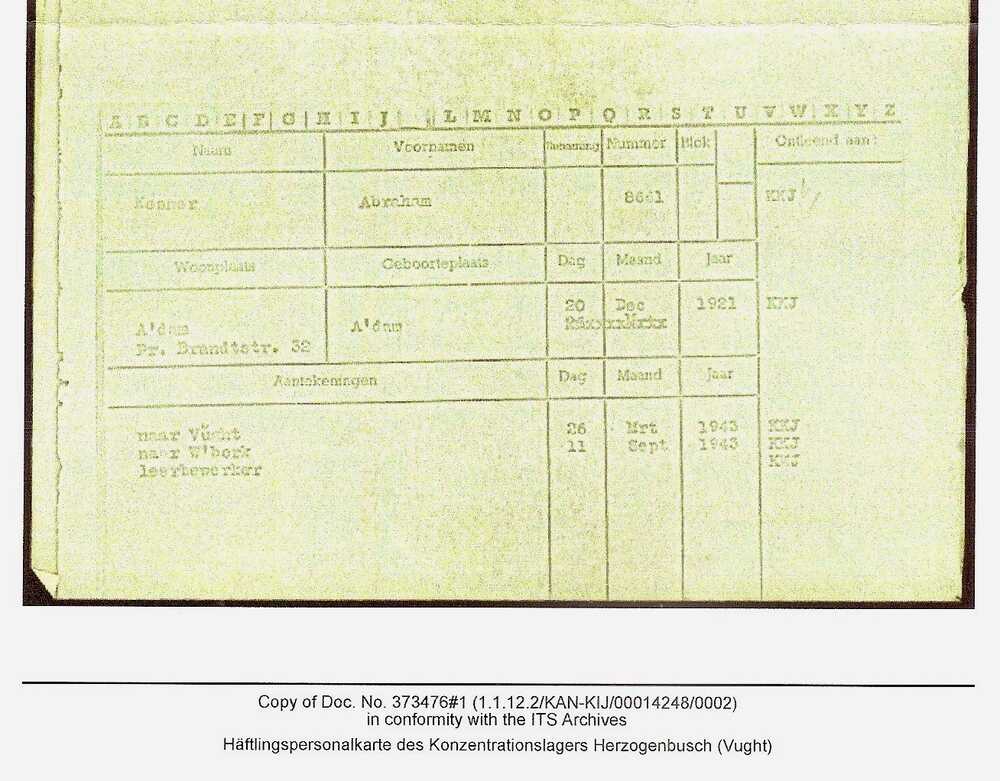 A B C D E F G H I J L M N O P Q R S T U V W X Y Z
Naam Voornamen Nummer Blok Ontleend aan:
Abraham KKJ
Woonplaats Geboorteplaats Dag Maand Jaar
20 Dec 1921 KKJ
A'dam A'dam
Pr. Brandtstr. 32
Aantekeningen Dag Maand Jaar
naar Vught 26 Mrt 1943 KKJ
naar W'bork 11 Sept 1943 KKJ
leerbewerker KKJ
Copy of Doc. No. 373476#1 (1.1.12.2/KAN-KIJ/00014248/0002)
in conformity with the ITS Archives
Häftlingspersonalkarte des Konzentrationslagers Herzogenbusch (Vught)